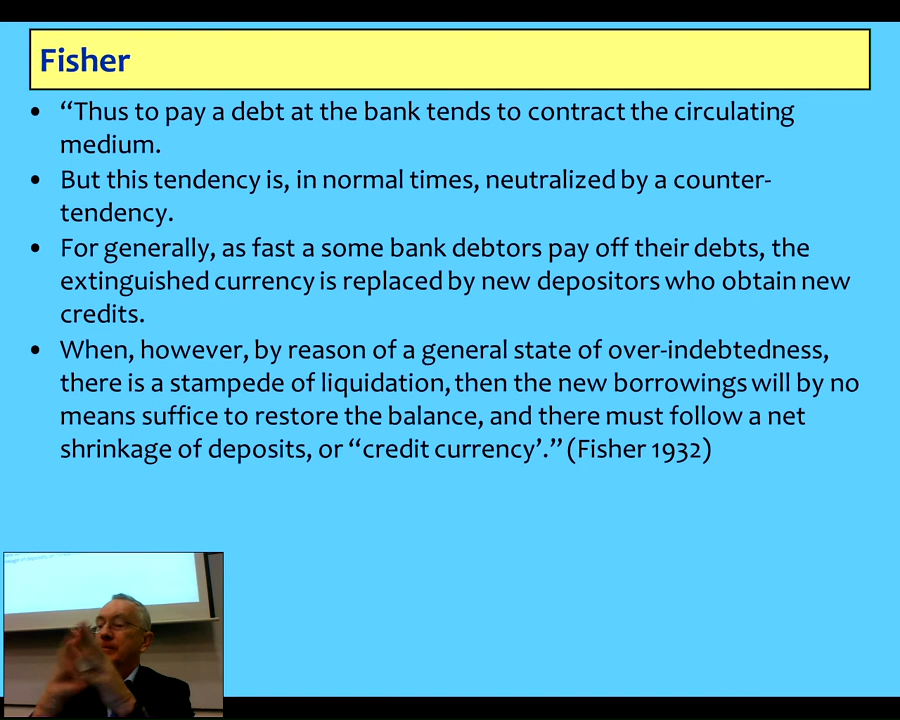 Fisher
• “Thus to pay a debt at the bank tends to contract the circulating
medium.
• But this tendency is, in normal times, neutralized by a counter-
tendency.
• For generally, as fast a some bank debtors pay off their debts, the
extinguished currency is replaced by new depositors who obtain new
credits.
• When, however, by reason of a general state of over-indebtedness,
there is a stampede of liquidation, then the new borrowings will by no
means suffice to restore the balance, and there must follow a net
shrinkage of deposits, or “credit currency’.” (Fisher 1932)